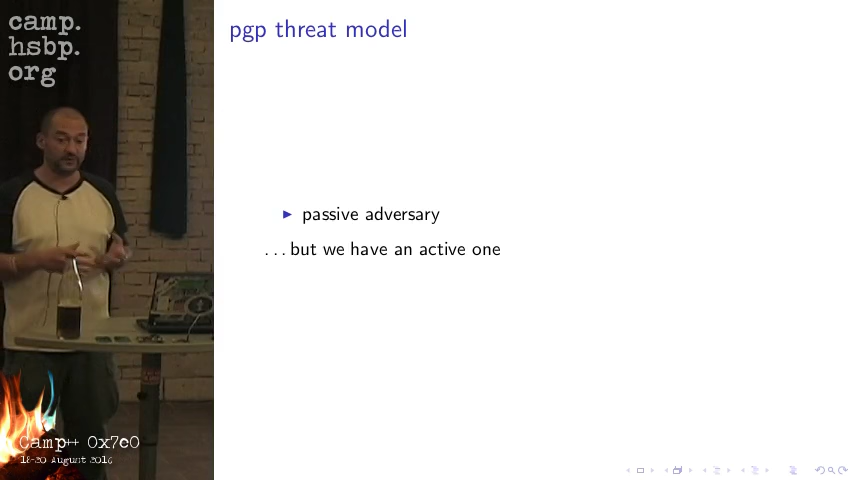 camp.
hsbp.
org
pgp threat model
▶ passive adversary
...but we have an active one
Camp++ 0x7e0
18-20 August 2016